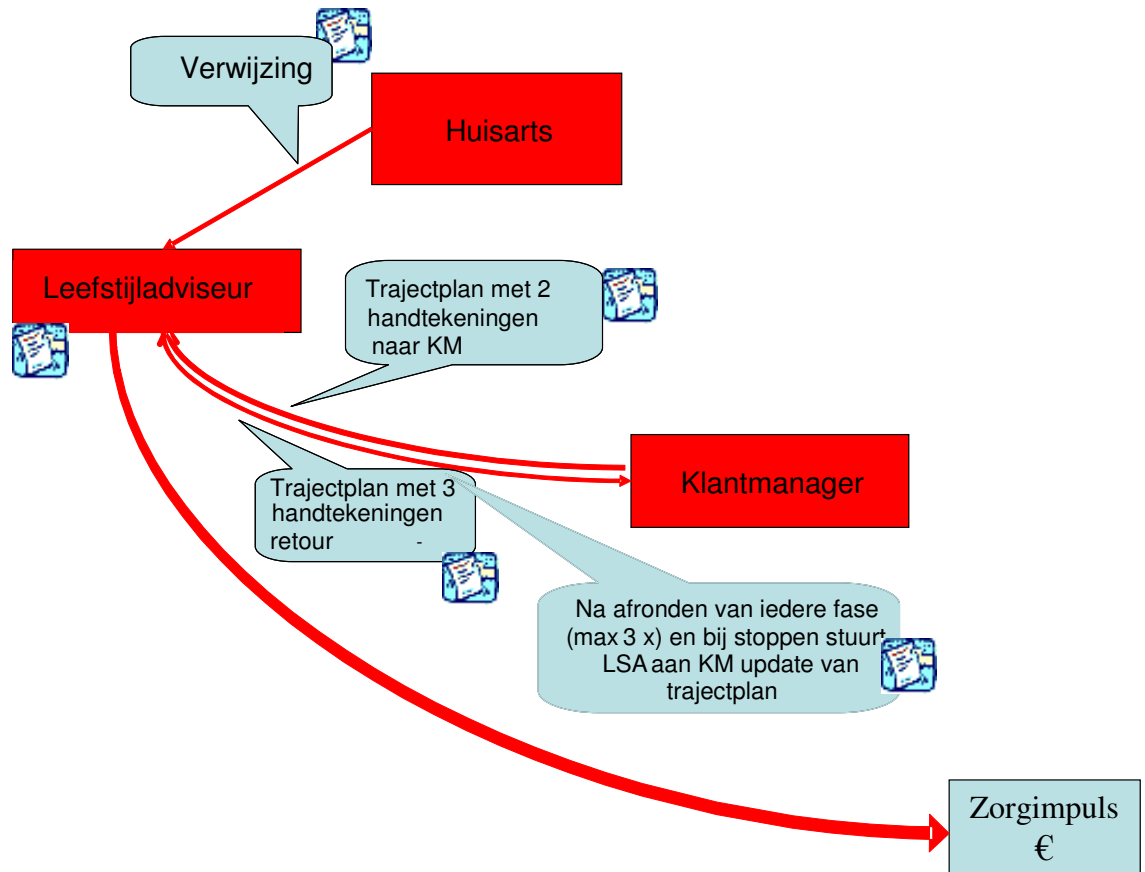 Verwijzing
Huisarts
Leefstijladviseur
Trajectplan met 2
handtekeningen
naar KM
Klantmanager
Trajectplan met 3
handtekeningen
retour -
Na afronden van iedere fase
(max 3 x) en bij stoppen stuurt
LSA aan KM update van
trajectplan
Zorgimpuls
€